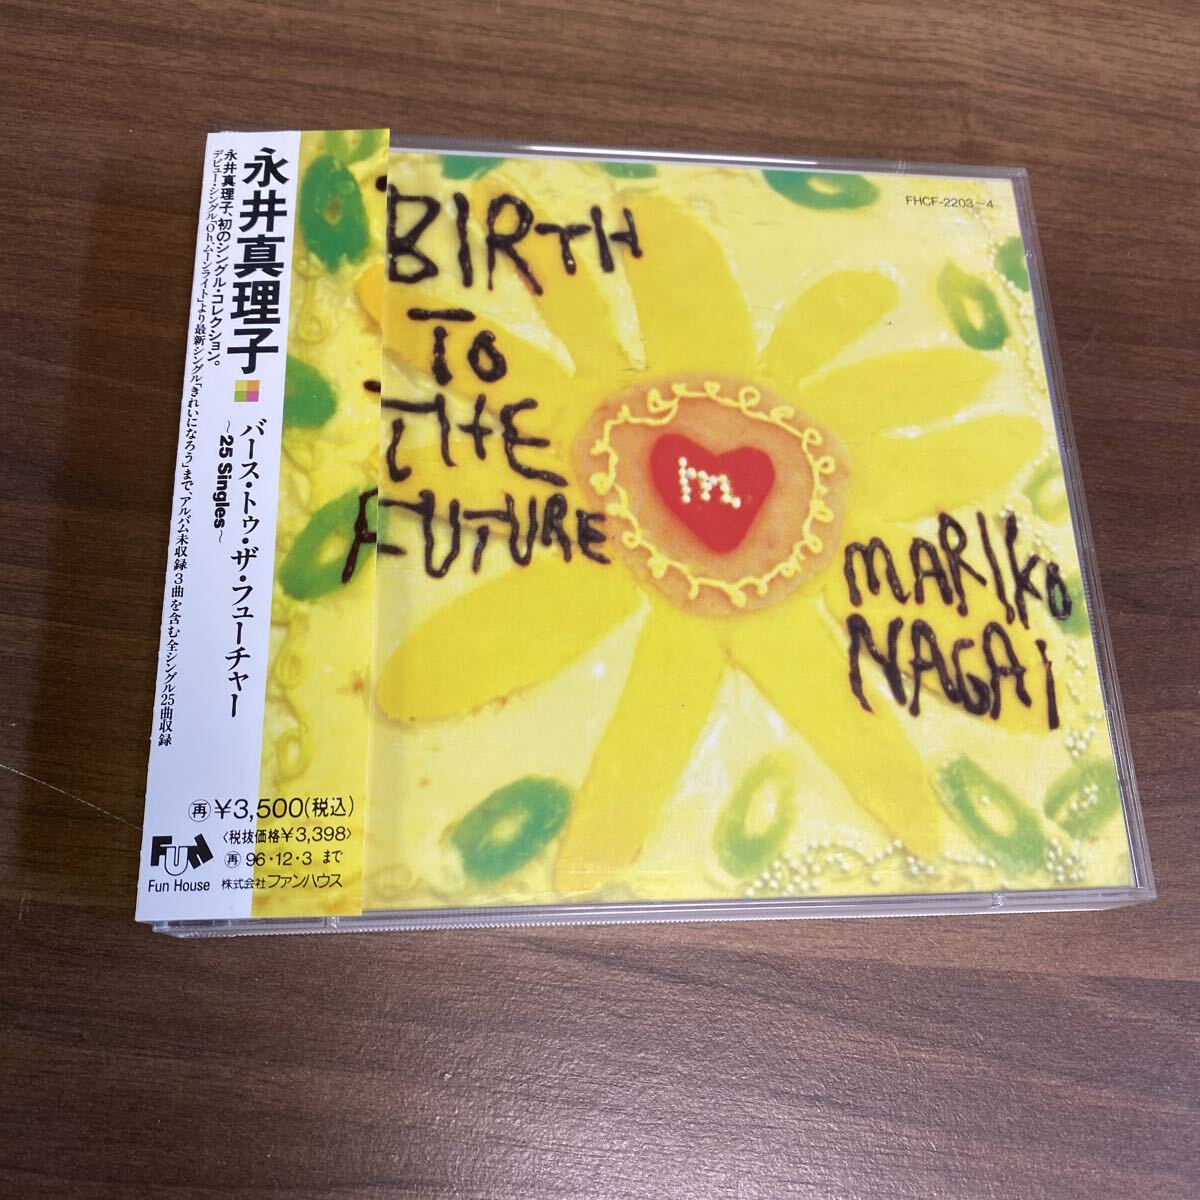 永井真理子
バース・トゥ・ザ・フューチャー
～25 Singles～
永井真理子、初のシングル・コレクション。
デビュー・シングル「Oh, ムーンライト」より最新シングル「きれいになろう」まで、アルバム未収録3曲を含む全シングル25曲収録
再 ¥3,500(税込)
〈税抜価格¥3,398〉
再 96・12・3 まで
FUN
Fun House
株式会社ファンハウス
FHCF-2203～4
BIRTH
TO
THE
FUTURE
m
MARIKO
NAGAI